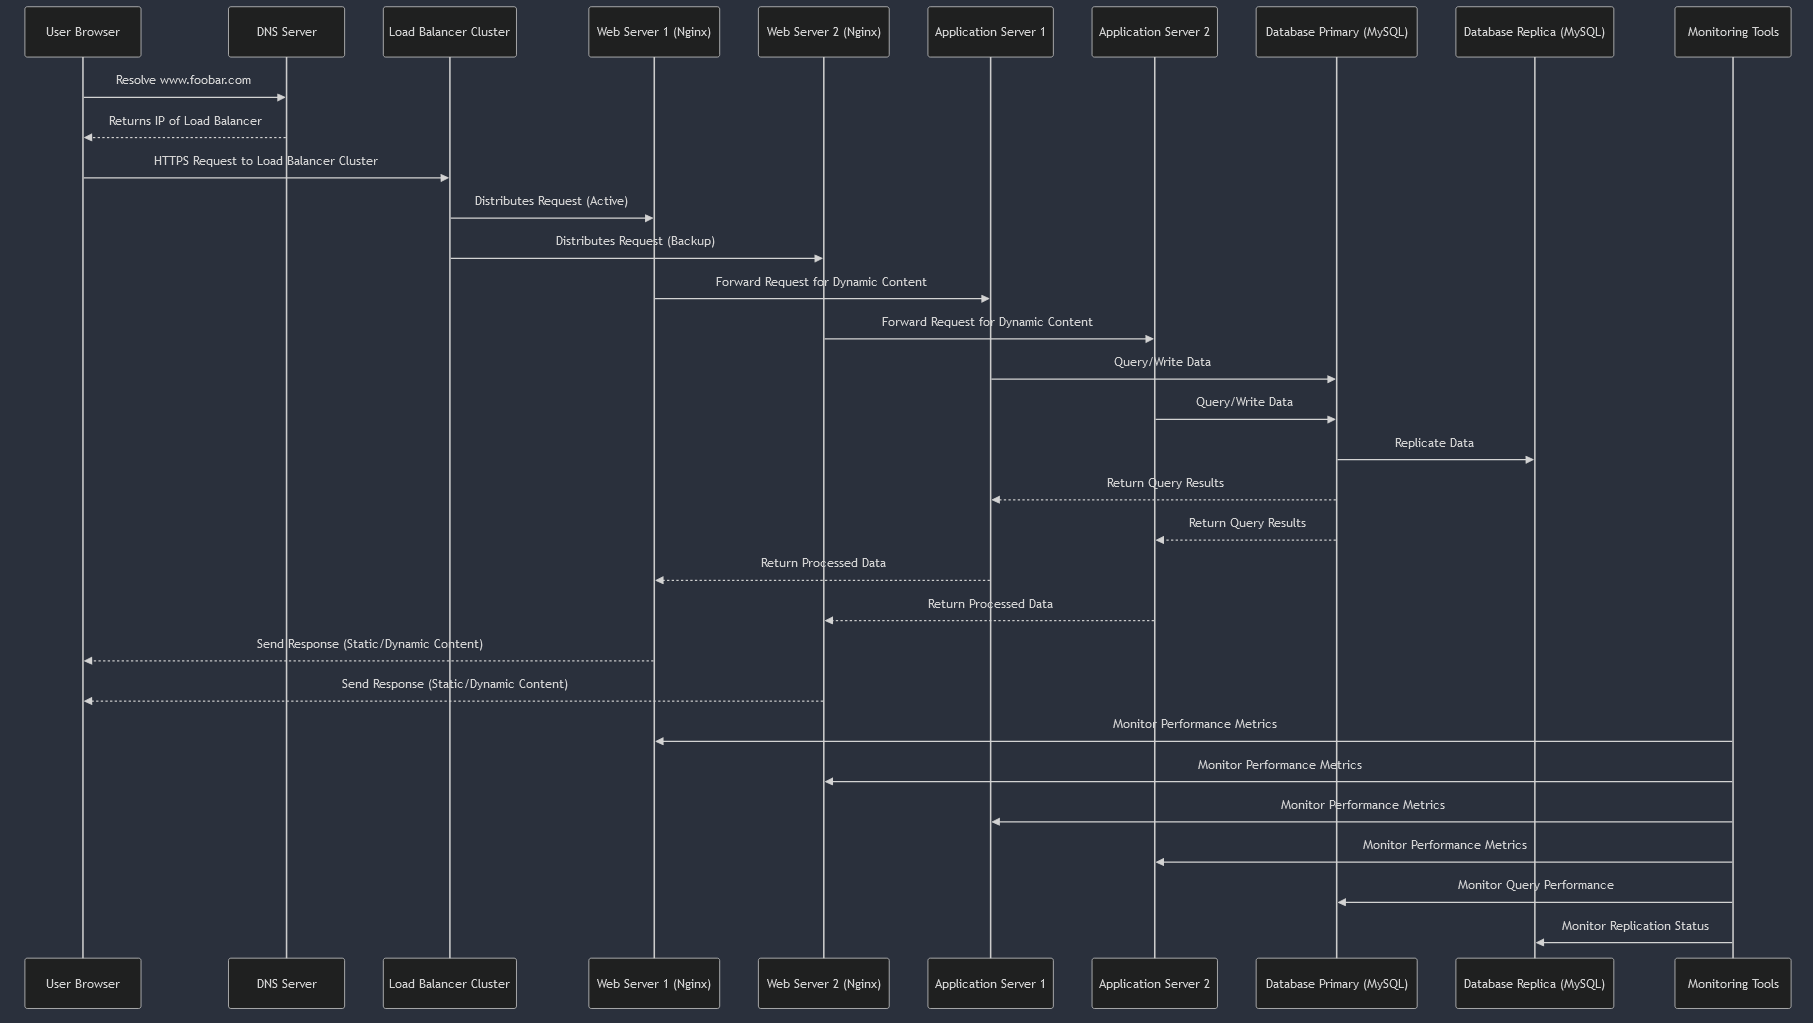 User Browser
DNS Server
Load Balancer Cluster
Web Server 1 (Nginx)
Web Server 2 (Nginx)
Application Server 1
Application Server 2
Database Primary (MySQL)
Database Replica (MySQL)
Monitoring Tools
Resolve www.foobar.com
Returns IP of Load Balancer
HTTPS Request to Load Balancer Cluster
Distributes Request (Active)
Distributes Request (Backup)
Forward Request for Dynamic Content
Forward Request for Dynamic Content
Query/Write Data
Query/Write Data
Replicate Data
Return Query Results
Return Query Results
Return Processed Data
Return Processed Data
Send Response (Static/Dynamic Content)
Send Response (Static/Dynamic Content)
Monitor Performance Metrics
Monitor Performance Metrics
Monitor Performance Metrics
Monitor Performance Metrics
Monitor Query Performance
Monitor Replication Status
User Browser
DNS Server
Load Balancer Cluster
Web Server 1 (Nginx)
Web Server 2 (Nginx)
Application Server 1
Application Server 2
Database Primary (MySQL)
Database Replica (MySQL)
Monitoring Tools